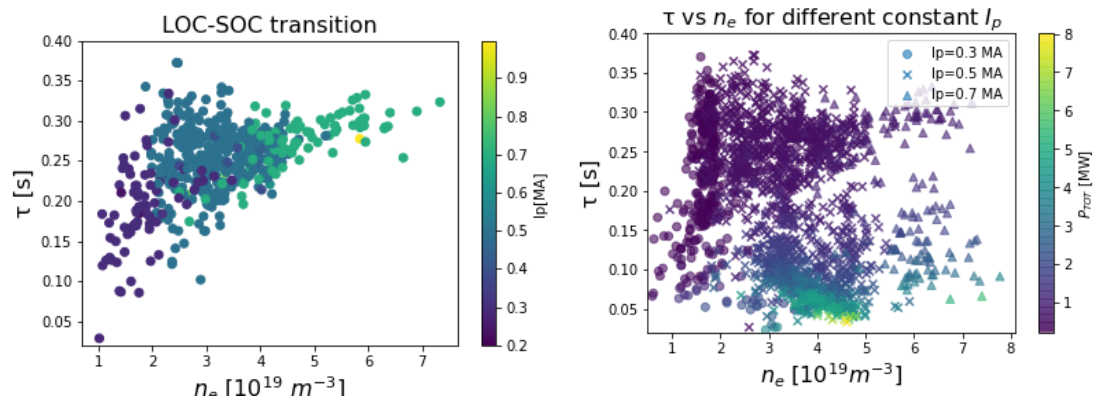 LOC-SOC transition
0.40
0.35
0.30
0.25
0.20
0.15
0.10
0.05
τ [s]
1 2 3 4 5 6 7
n_e [10^19 m^−3]
0.9
0.8
0.7
0.6
0.5
0.4
0.3
0.2
Ip[MA]
τ vs n_e for different constant I_p
0.40
0.35
0.30
0.25
0.20
0.15
0.10
0.05
τ [s]
Ip=0.3 MA
Ip=0.5 MA
Ip=0.7 MA
1 2 3 4 5 6 7 8
n_e [10^19 m^−3]
8
7
6
5
4
3
2
1
P_TOT [MW]